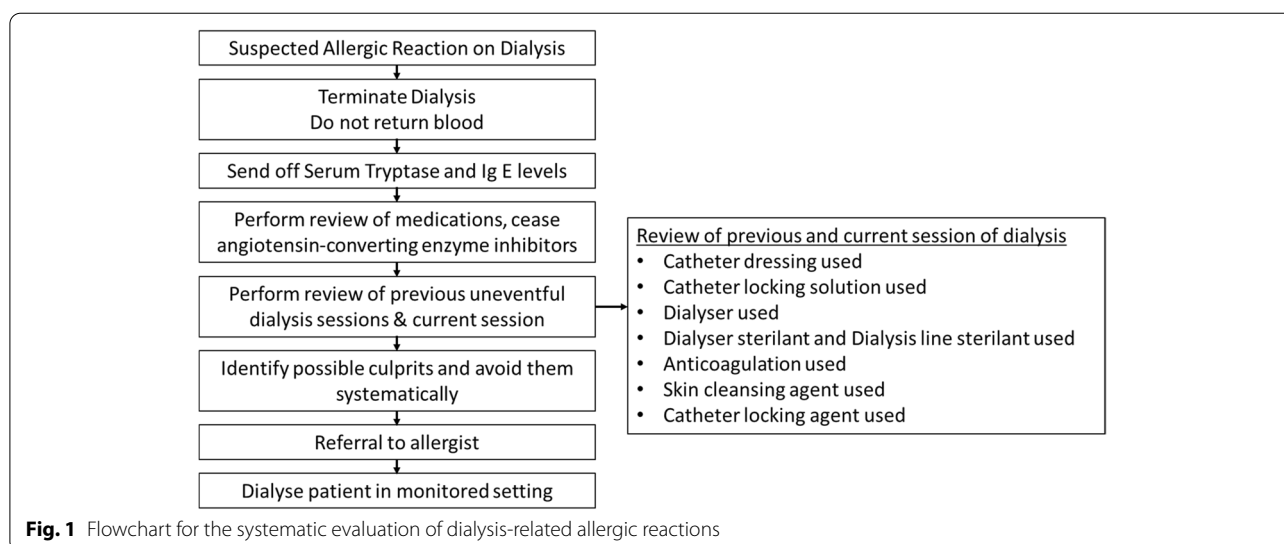 Suspected Allergic Reaction on Dialysis
Terminate Dialysis
Do not return blood
Send off Serum Tryptase and Ig E levels
Perform review of medications, cease
angiotensin-converting enzyme inhibitors
Perform review of previous uneventful
dialysis sessions & current session
Review of previous and current session of dialysis
• Catheter dressing used
• Catheter locking solution used
• Dialyser used
• Dialyser sterilant and Dialysis line sterilant used
• Anticoagulation used
• Skin cleansing agent used
• Catheter locking agent used
Identify possible culprits and avoid them
systematically
Referral to allergist
Dialyse patient in monitored setting
Fig. 1 Flowchart for the systematic evaluation of dialysis-related allergic reactions